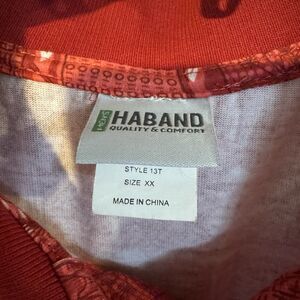 HABAND
QUALITY & COMFORT
STYLE 13T
SIZE XX
MADE IN CHINA